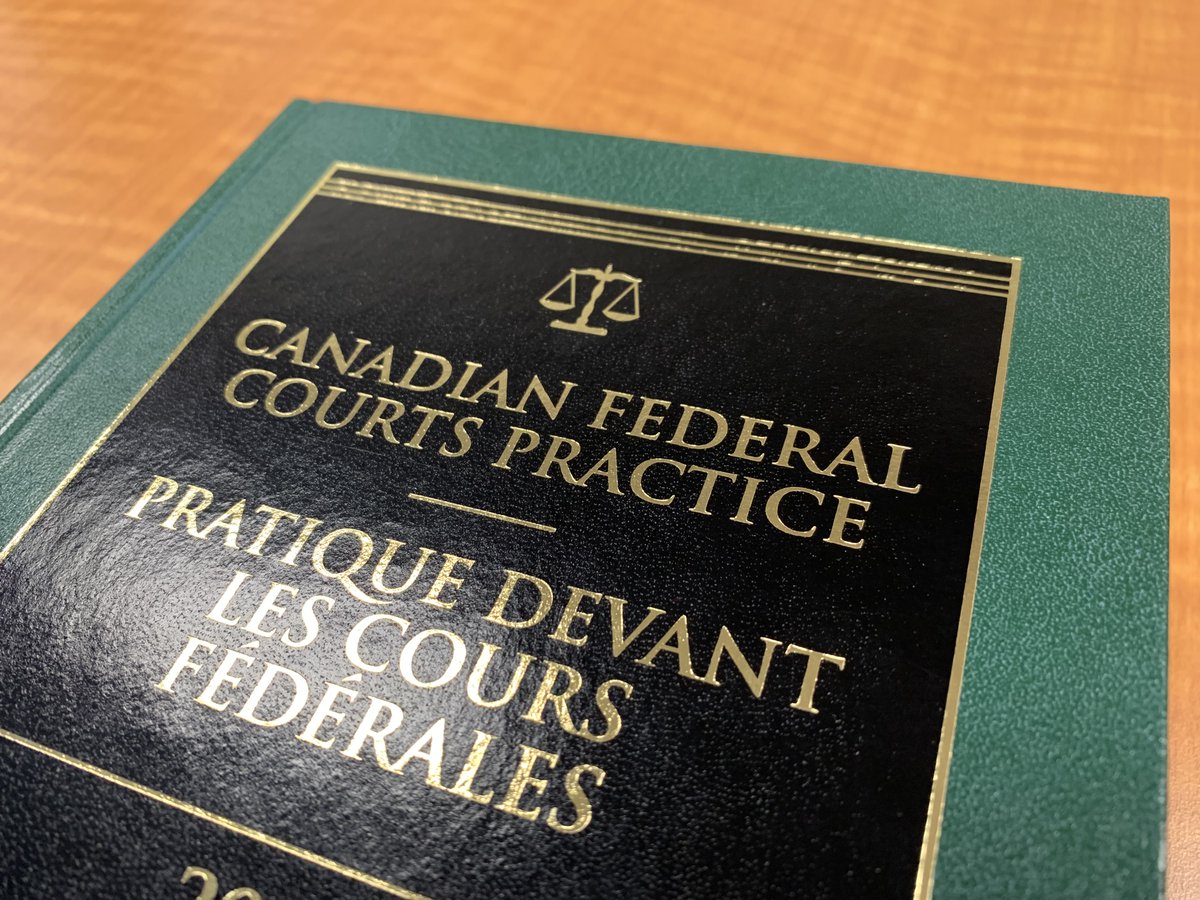 CANADIAN FEDERAL
COURTS PRACTICE
PRATIQUE DEVANT
LES COURS
FÉDÉRALES